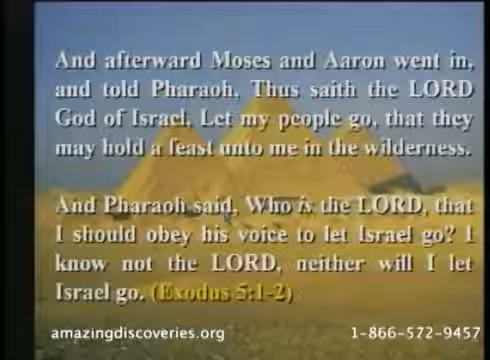 And afterward Moses and Aaron went in,
and told Pharaoh, Thus saith the LORD
God of Israel, Let my people go, that they
may hold a feast unto me in the wilderness.
And Pharaoh said, Who is the LORD, that
I should obey his voice to let Israel go? I
know not the LORD, neither will I let
Israel go. (Exodus 5:1-2)
amazingdiscoveries.org 1-866-572-9457